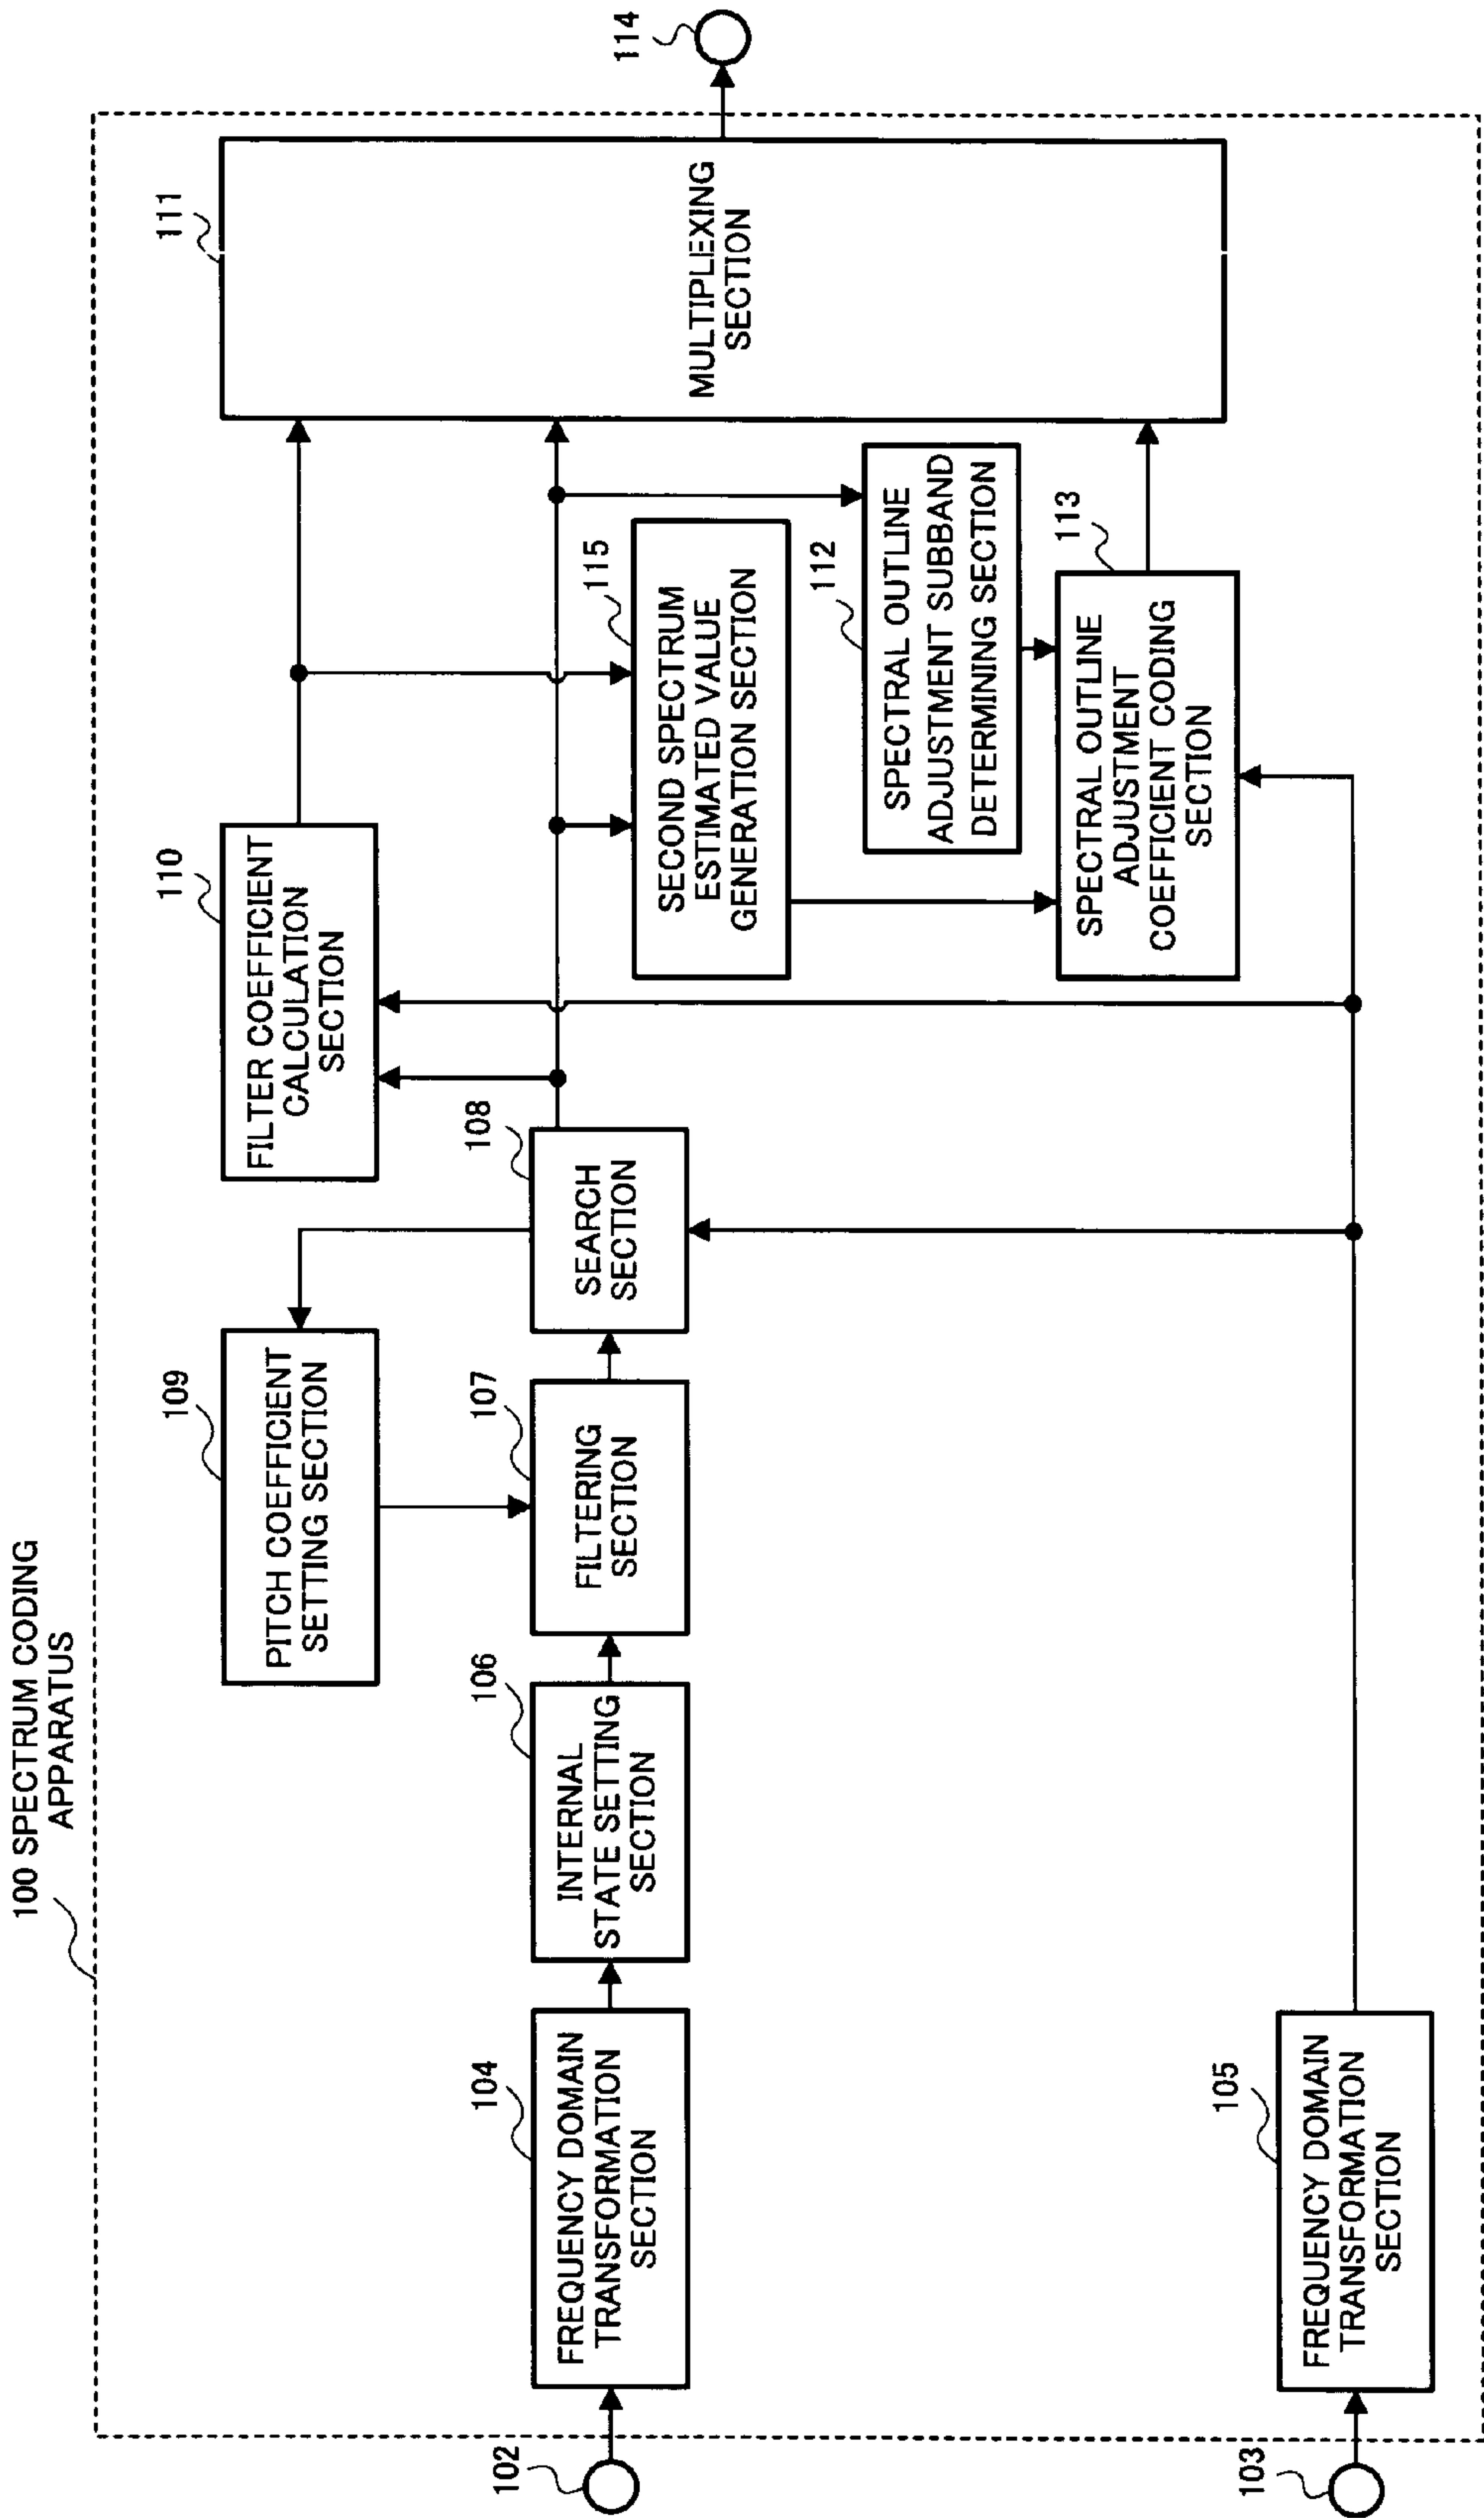 100 SPECTRUM CODING
APPARATUS
102
104
FREQUENCY DOMAIN
TRANSFORMATION
SECTION
106
INTERNAL
STATE SETTING
SECTION
109
PITCH COEFFICIENT
SETTING SECTION
107
FILTERING
SECTION
108
SEARCH
SECTION
110
FILTER COEFFICIENT
CALCULATION
SECTION
115
SECOND SPECTRUM
ESTIMATED VALUE
GENERATION SECTION
112
SPECTRAL OUTLINE
ADJUSTMENT SUBBAND
DETERMINING SECTION
113
SPECTRAL OUTLINE
ADJUSTMENT
COEFFICIENT CODING
SECTION
111
MULTIPLEXING
SECTION
114
103
105
FREQUENCY DOMAIN
TRANSFORMATION
SECTION